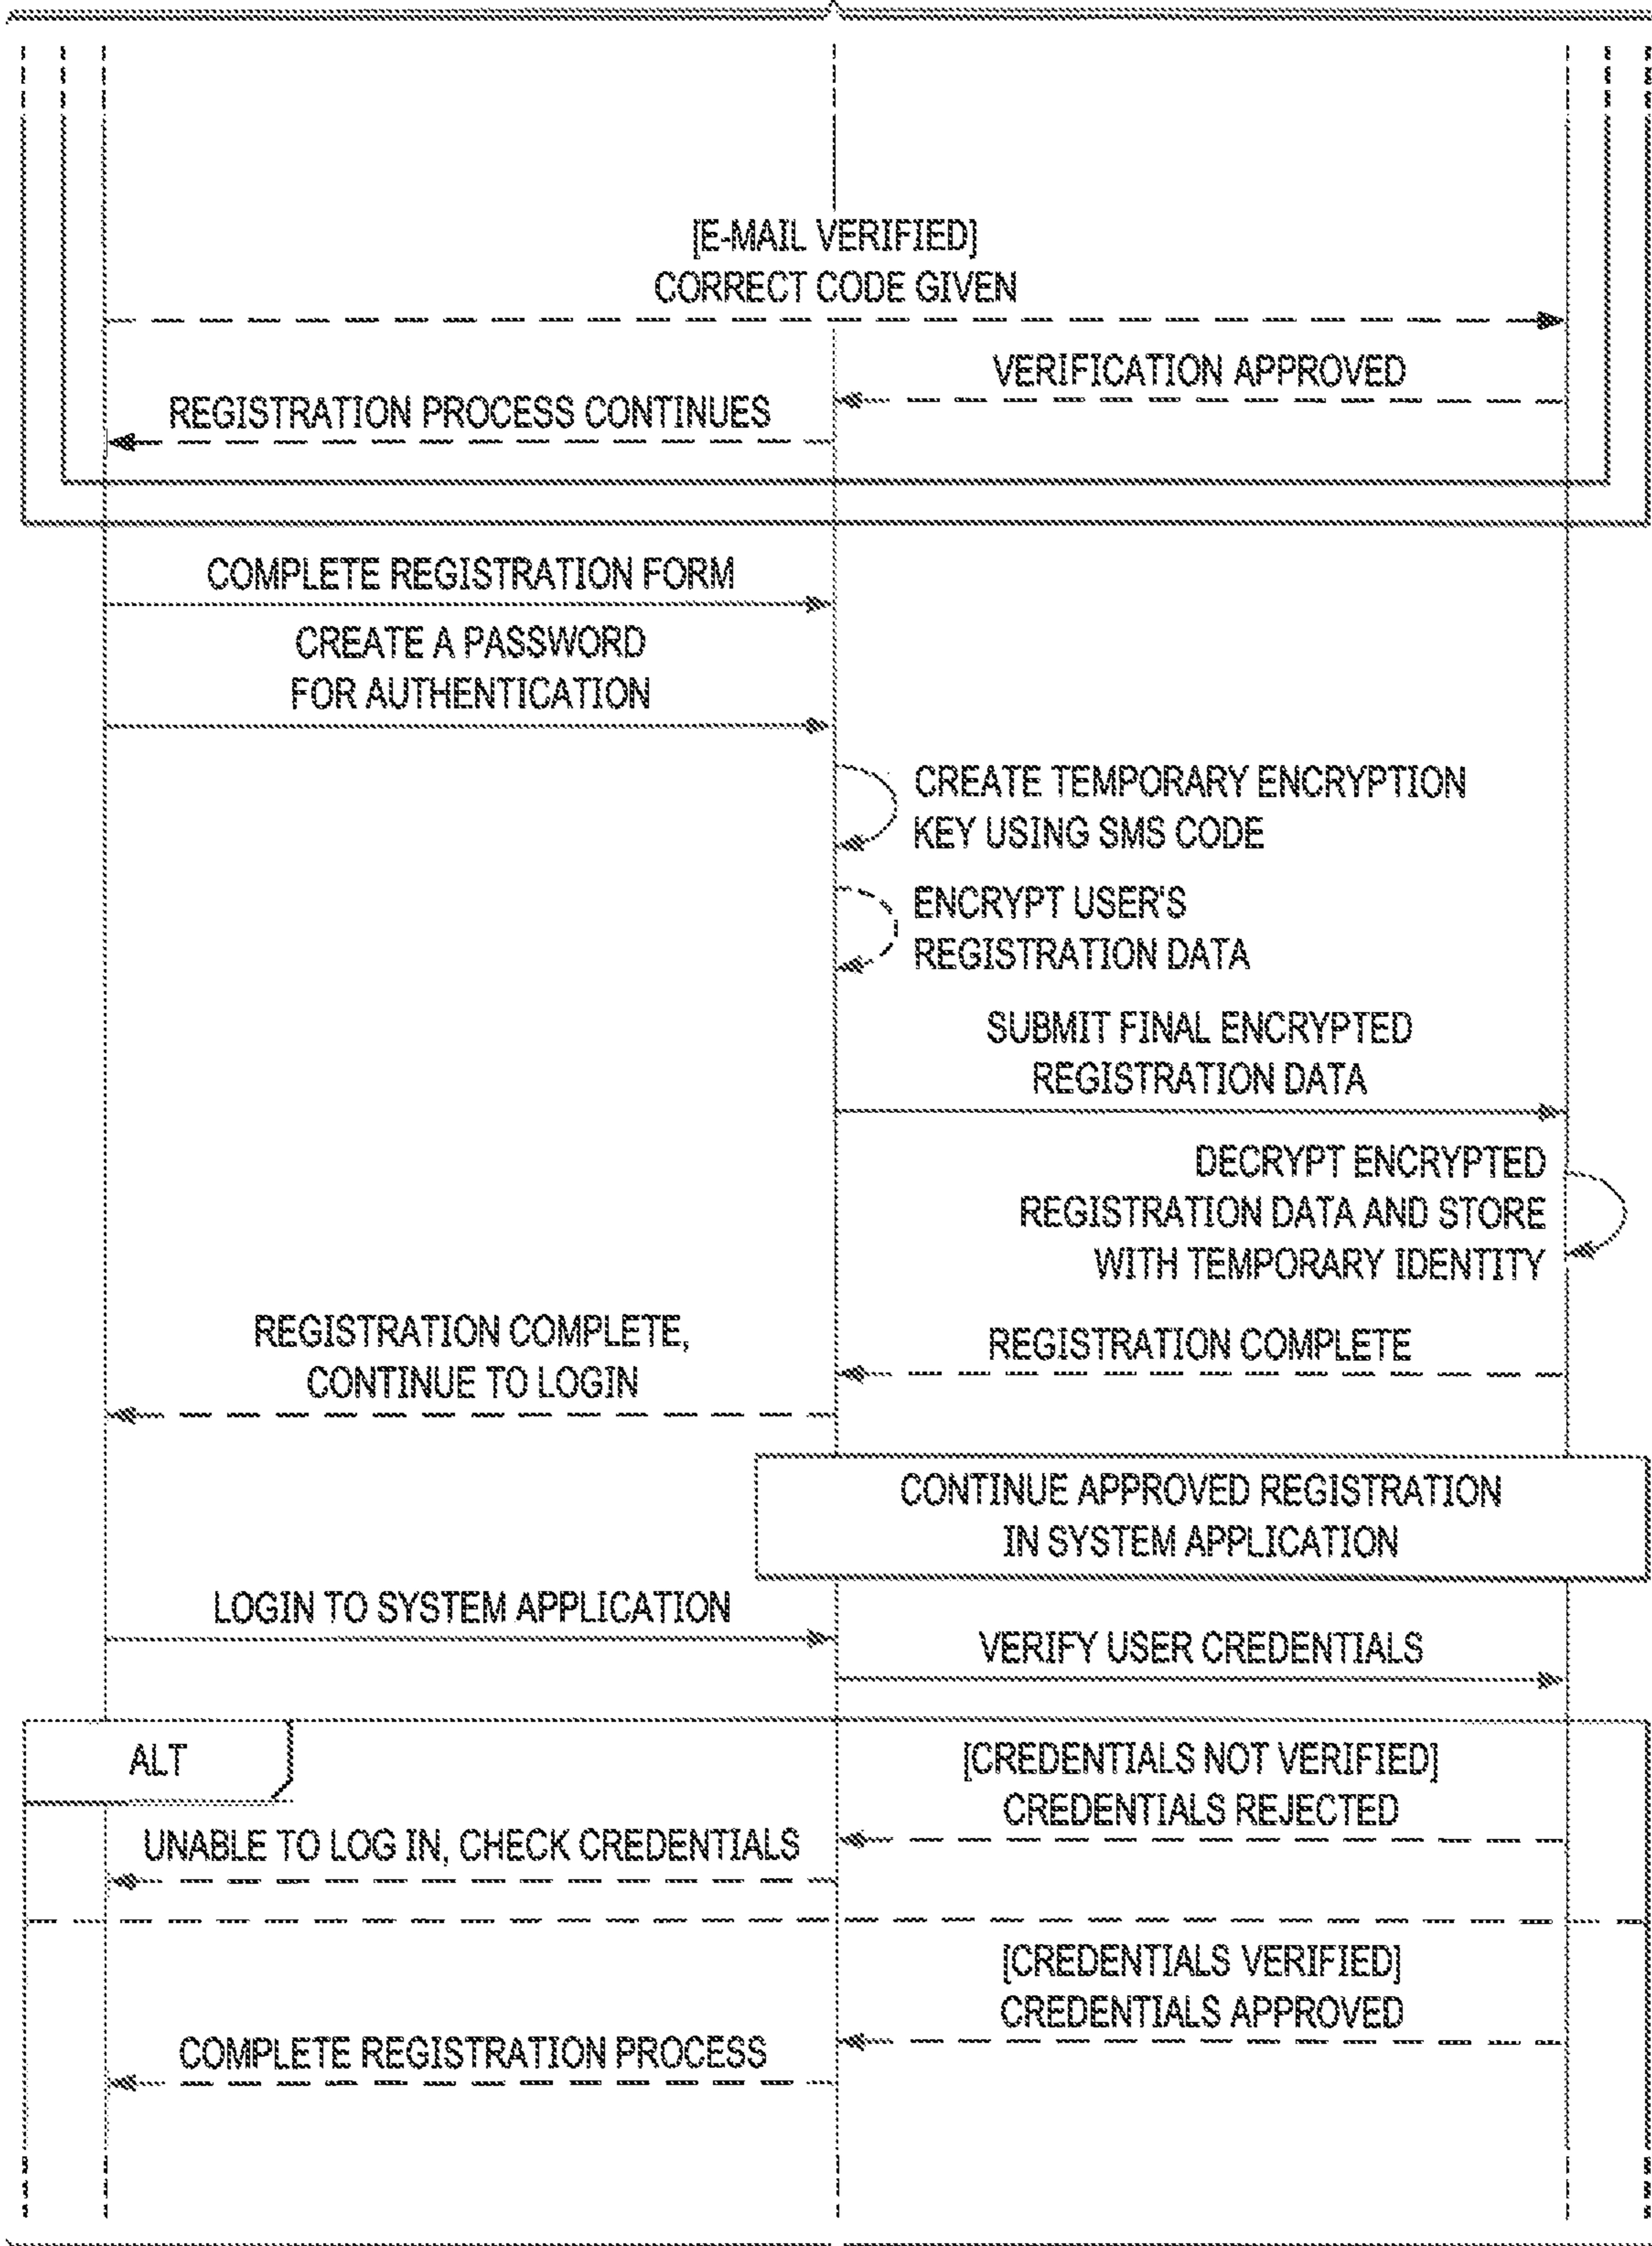 [E-MAIL VERIFIED]
CORRECT CODE GIVEN
VERIFICATION APPROVED
REGISTRATION PROCESS CONTINUES
COMPLETE REGISTRATION FORM
CREATE A PASSWORD
FOR AUTHENTICATION
CREATE TEMPORARY ENCRYPTION
KEY USING SMS CODE
ENCRYPT USER'S
REGISTRATION DATA
SUBMIT FINAL ENCRYPTED
REGISTRATION DATA
DECRYPT ENCRYPTED
REGISTRATION DATA AND STORE
WITH TEMPORARY IDENTITY
REGISTRATION COMPLETE,
CONTINUE TO LOGIN
REGISTRATION COMPLETE
CONTINUE APPROVED REGISTRATION
IN SYSTEM APPLICATION
LOGIN TO SYSTEM APPLICATION
VERIFY USER CREDENTIALS
ALT
[CREDENTIALS NOT VERIFIED]
CREDENTIALS REJECTED
UNABLE TO LOG IN, CHECK CREDENTIALS
[CREDENTIALS VERIFIED]
CREDENTIALS APPROVED
COMPLETE REGISTRATION PROCESS